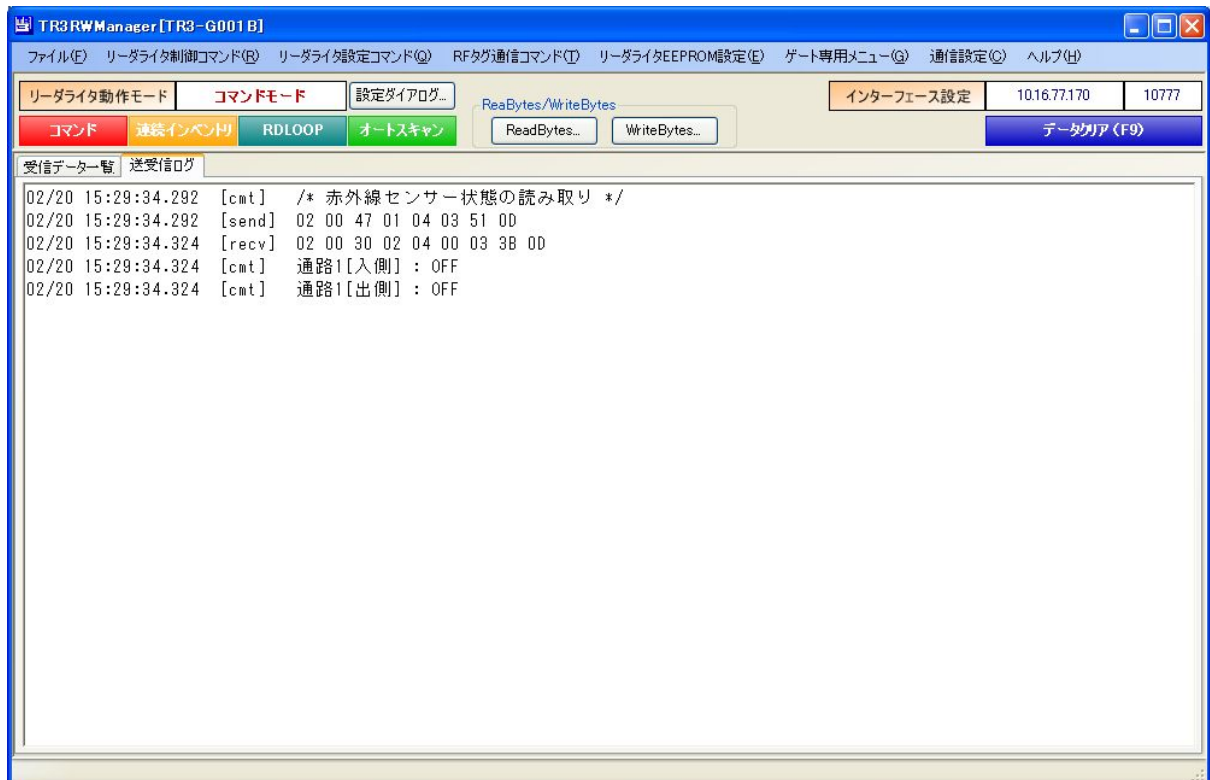 TR3RWManager[TR3-G001B]
ファイル(F) リーダライタ制御コマンド(R) リーダライタ設定コマンド(Q) RFタグ通信コマンド(T) リーダライタEEPROM設定(E) ゲート専用メニュー(G) 通信設定(C) ヘルプ(H)
リーダライタ動作モード コマンドモード 設定ダイアログ... ReaBytes/WriteBytes インターフェース設定 10.16.77.170 10777
コマンド 連続インベントリ RDLOOP オートスキャン ReadBytes... WriteBytes... データクリア(F9)
受信データ一覧 送受信ログ
02/20 15:29:34.292 [cmt] /* 赤外線センサー状態の読み取り */
02/20 15:29:34.292 [send] 02 00 47 01 04 03 51 0D
02/20 15:29:34.324 [recv] 02 00 30 02 04 00 03 3B 0D
02/20 15:29:34.324 [cmt] 通路1[入側] : OFF
02/20 15:29:34.324 [cmt] 通路1[出側] : OFF